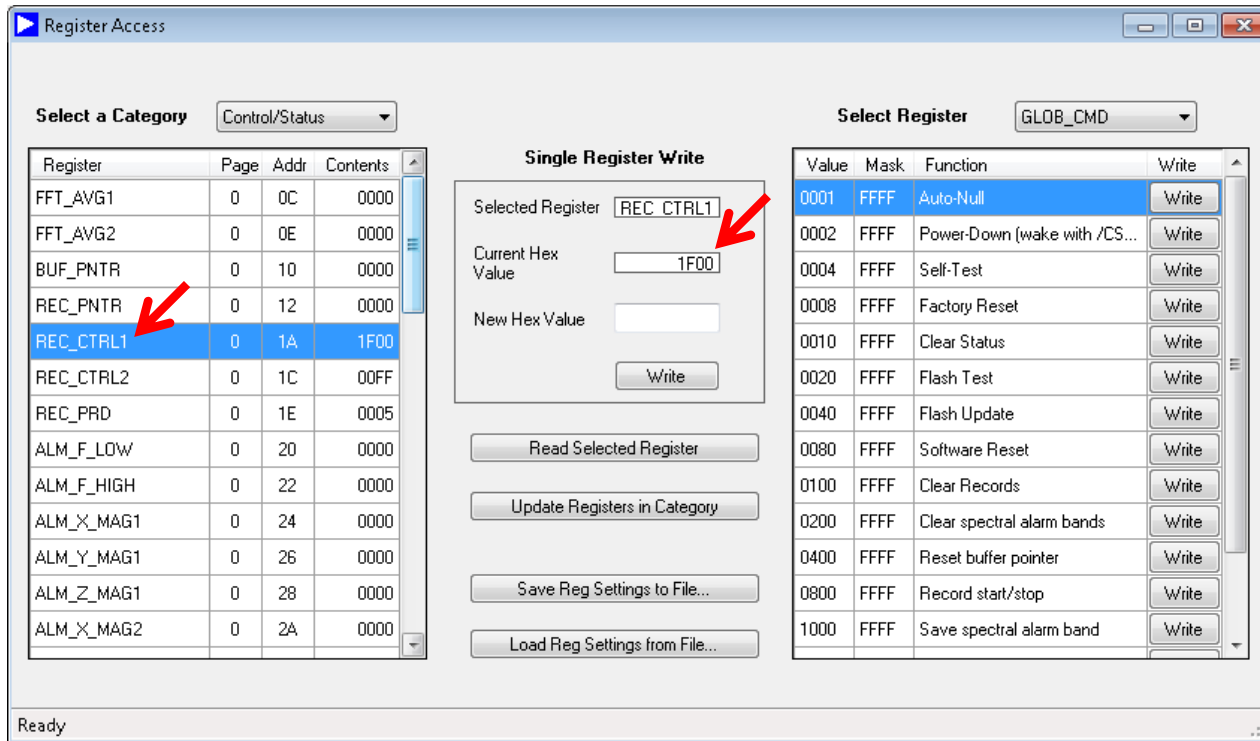 Register Access
Select a Category Control/Status
Register Page Addr Contents
FFT_AVG1 0 0C 0000
FFT_AVG2 0 0E 0000
BUF_PNTR 0 10 0000
REC_PNTR 0 12 0000
REC_CTRL1 0 1A 1F00
REC_CTRL2 0 1C 00FF
REC_PRD 0 1E 0005
ALM_F_LOW 0 20 0000
ALM_F_HIGH 0 22 0000
ALM_X_MAG1 0 24 0000
ALM_Y_MAG1 0 26 0000
ALM_Z_MAG1 0 28 0000
ALM_X_MAG2 0 2A 0000
Single Register Write
Selected Register REC_CTRL1
Current Hex
Value 1F00
New Hex Value
Write
Read Selected Register
Update Registers in Category
Save Reg Settings to File...
Load Reg Settings from File...
Select Register GLOB_CMD
Value Mask Function Write
0001 FFFF Auto-Null Write
0002 FFFF Power-Down (wake with /CS... Write
0004 FFFF Self-Test Write
0008 FFFF Factory Reset Write
0010 FFFF Clear Status Write
0020 FFFF Flash Test Write
0040 FFFF Flash Update Write
0080 FFFF Software Reset Write
0100 FFFF Clear Records Write
0200 FFFF Clear spectral alarm bands Write
0400 FFFF Reset buffer pointer Write
0800 FFFF Record start/stop Write
1000 FFFF Save spectral alarm band Write
Ready